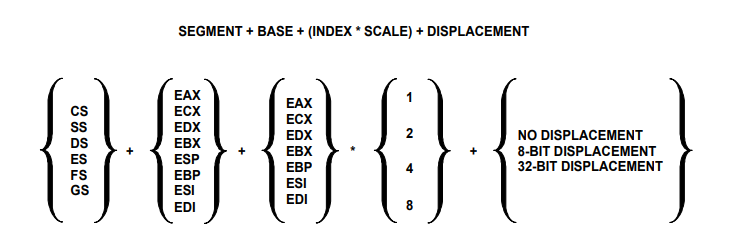 SEGMENT + BASE + (INDEX * SCALE) + DISPLACEMENT
CS
SS
DS
ES
FS
GS
+
EAX
ECX
EDX
EBX
ESP
EBP
ESI
EDI
+
EAX
ECX
EDX
EBX
EBP
ESI
EDI
*
1
2
4
8
+
NO DISPLACEMENT
8-BIT DISPLACEMENT
32-BIT DISPLACEMENT